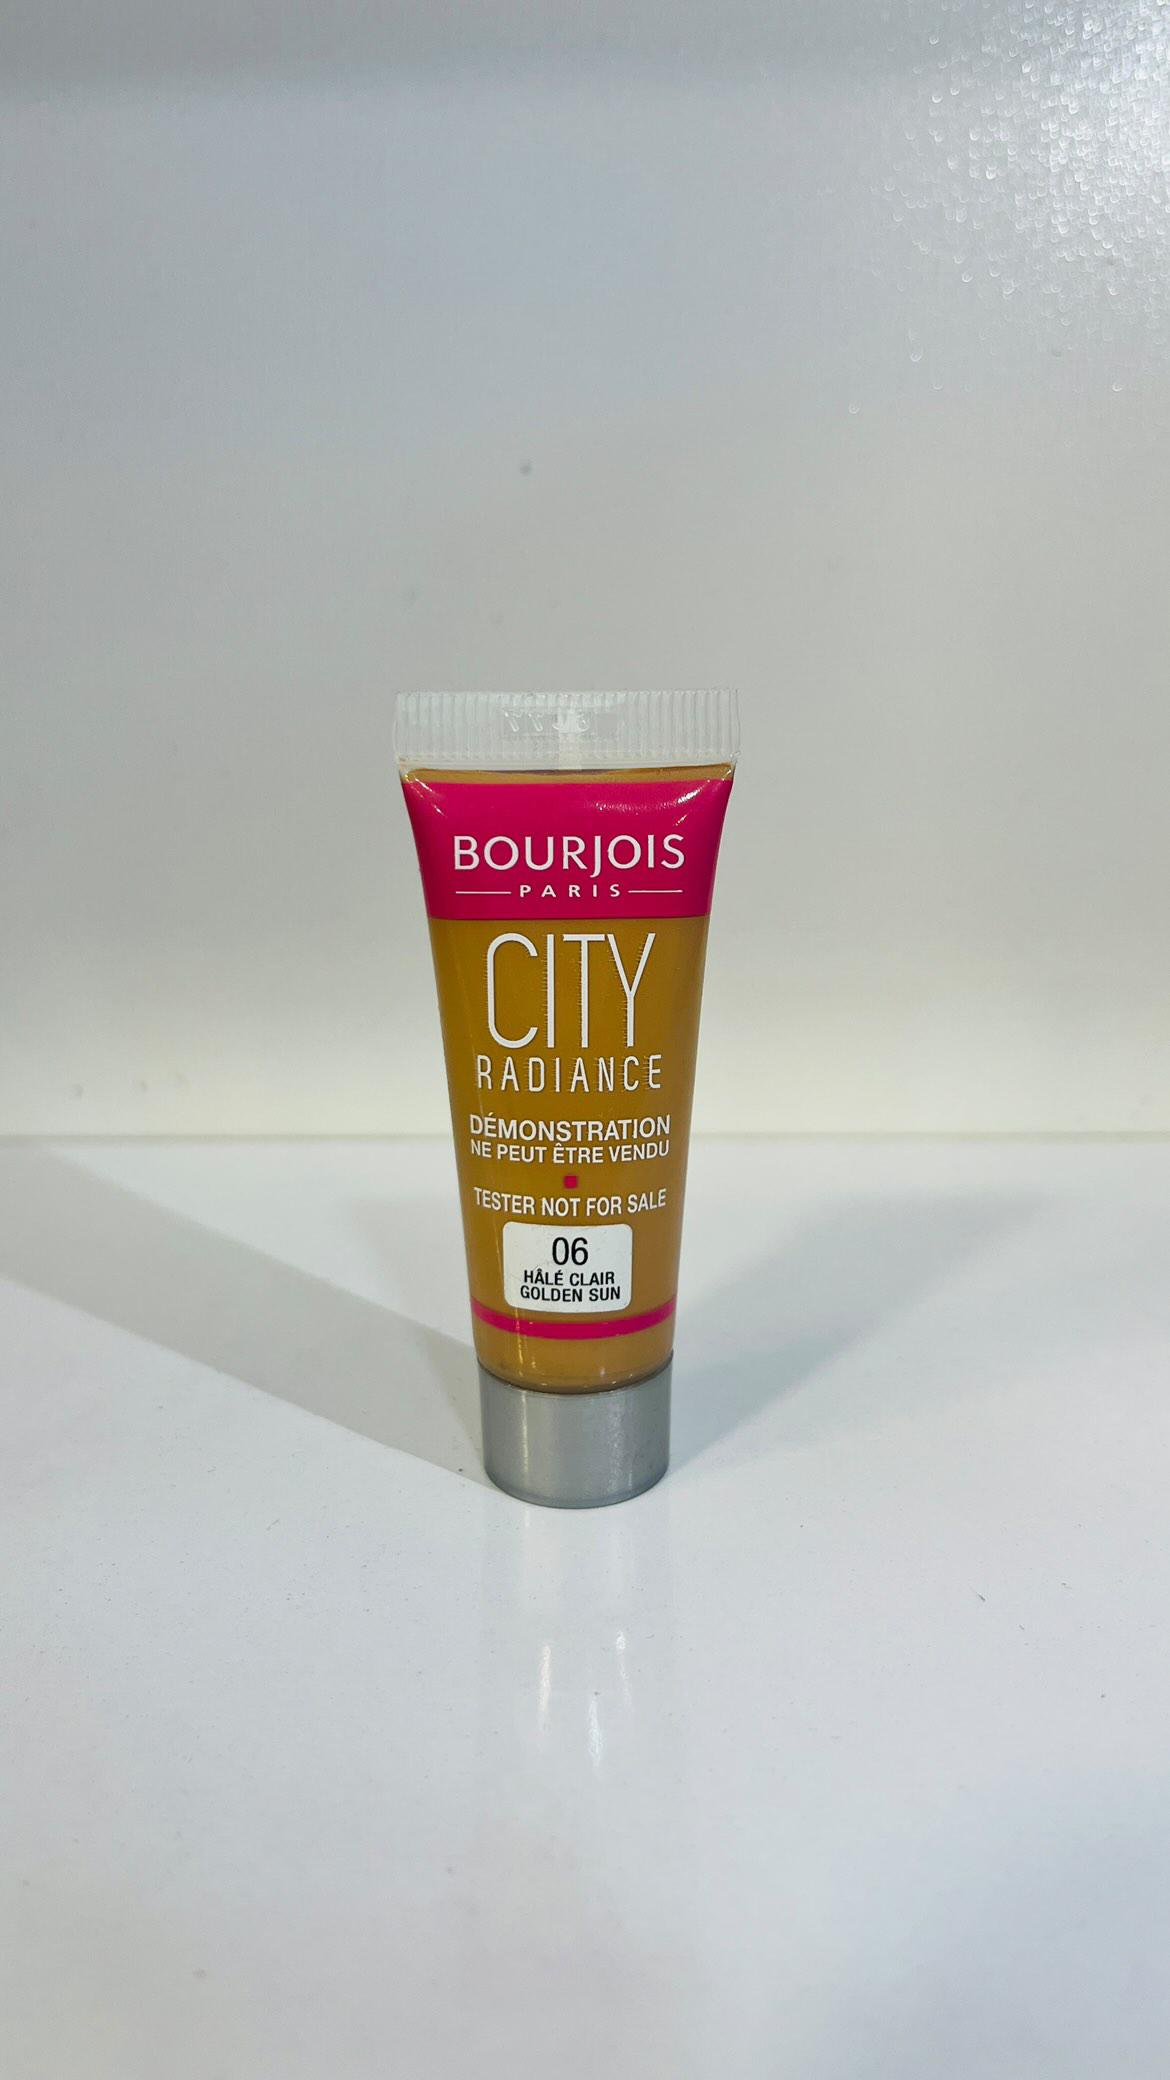 BOURJOIS
PARIS
CITY
RADIANCE
DÉMONSTRATION
NE PEUT ÊTRE VENDU
TESTER NOT FOR SALE
06
HÂLÉ CLAIR
GOLDEN SUN